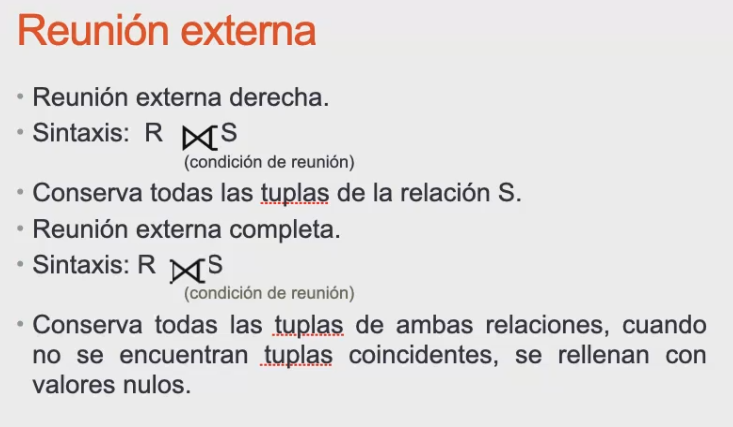 Reunión externa
• Reunión externa derecha.
• Sintaxis: R ⟖ S
(condición de reunión)
• Conserva todas las tuplas de la relación S.
• Reunión externa completa.
• Sintaxis: R ⟗ S
(condición de reunión)
• Conserva todas las tuplas de ambas relaciones, cuando
no se encuentran tuplas coincidentes, se rellenan con
valores nulos.